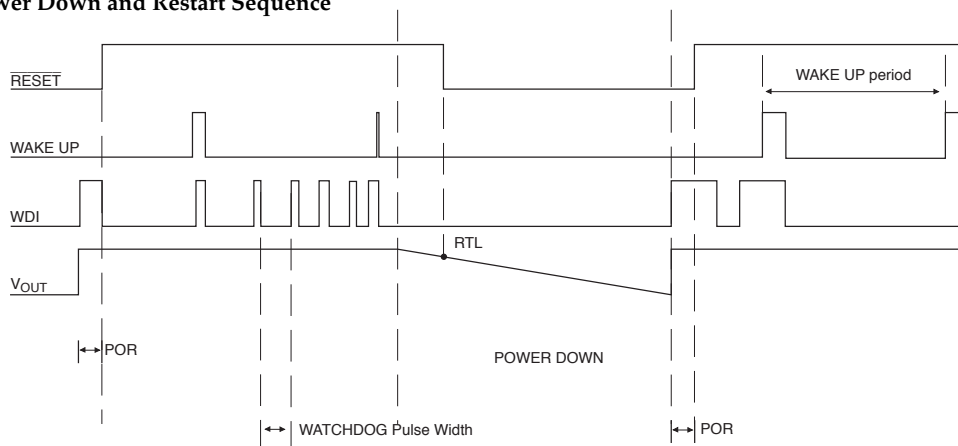 wer Down and Restart Sequence
RESET
WAKE UP period
WAKE UP
WDI
RTL
VOUT
POR
POWER DOWN
WATCHDOG Pulse Width
POR